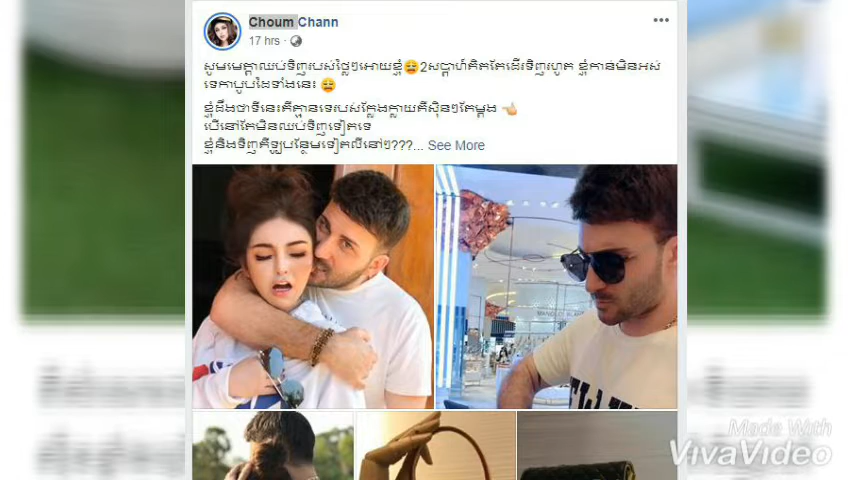 Choum Chann
17 hrs ·
សូមមេត្តាឈប់ទិញរបស់ថ្លៃៗអោយខ្ញុំ😩2សប្តាហ៍គិតតែដើរទិញរហូត ខ្ញុំកាន់មិនអស់
ទេកាបូបដៃទាំងនេះ 😩
ខ្ញុំដឹងថាទីនេះគឺគ្មានទេរបស់ក្លែងក្លាយគឺស៊ិនៗតែម្តង 👈🏻
បើនៅតែមិនឈប់ទិញទៀតទេ
ខ្ញុំនិងទិញគីឡូបន្ថែមទៀតលឺនៅៗ???... See More
Made With
VivaVideo